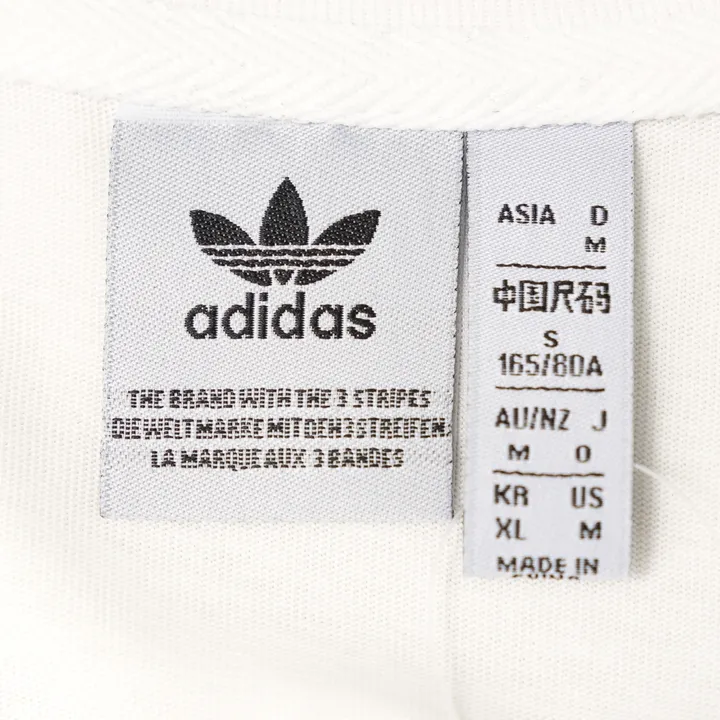 adidas
THE BRAND WITH THE 3 STRIPES
DIE WELTMARKE MIT DEN 3 STREIFEN
LA MARQUE AUX 3 BANDES
ASIA D
M
中国尺码
S
165/80A
AU/NZ J
M O
KR US
XL M
MADE IN
CHINA